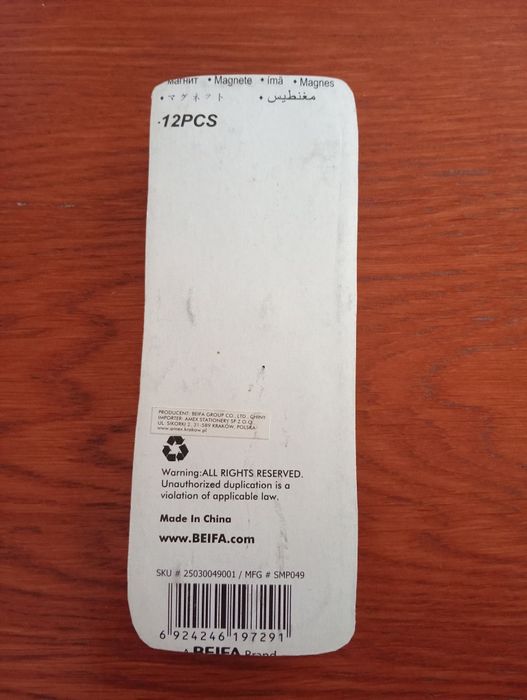 магнит • Magnete • ímã • Magnes
• マグネット • مغنطيس
·12PCS
PRODUCENT: BEIFA GROUP CO., LTD., CHINY
IMPORTER: AMEX STATIONERY SP Z O.O.
UL: SIKORKI 2, 31-589 KRAKÓW, POLSKA
www.amex.krakow.pl
Warning:ALL RIGHTS RESERVED.
Unauthorized duplication is a
violation of applicable law.
Made In China
www.BEIFA.com
SKU # 25030049001 / MFG # SMP049
6 924246 197291
A BEIFA Brand